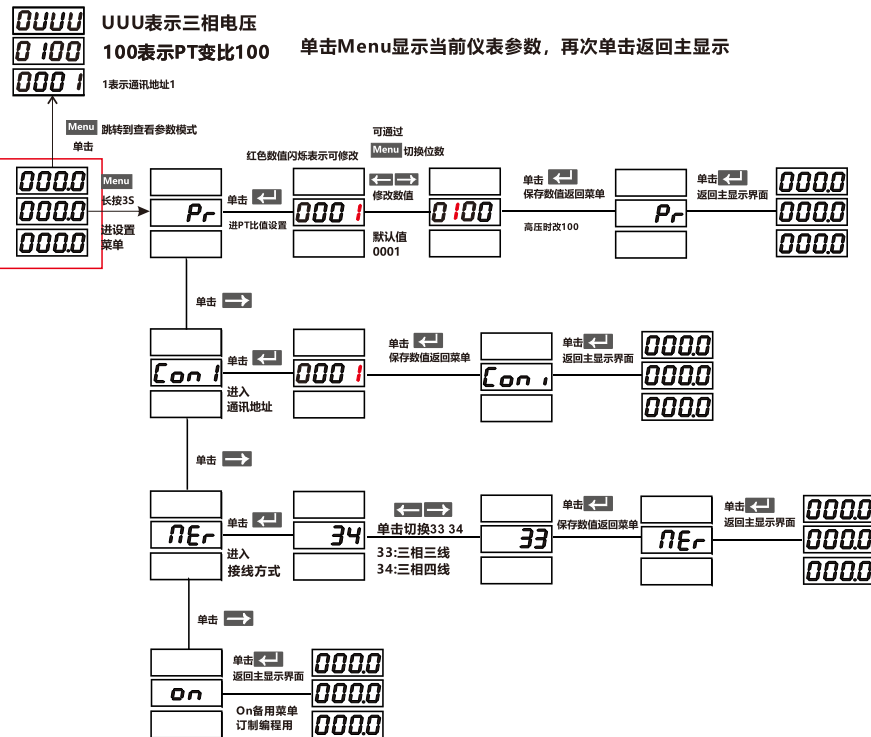 0UUU
UUU表示三相电压
0100
100表示PT变比100
单击Menu显示当前仪表参数，再次单击返回主显示
0001
1表示通讯地址1
Menu 跳转到查看参数模式
单击
000.0
000.0
000.0
Menu
长按3S
进设置
菜单
Pr
单击
进PT比值设置
红色数值闪烁表示可修改
0001
可通过
Menu 切换位数
修改数值
默认值
0001
0100
单击
保存数值返回菜单
高压时改100
Pr
单击
返回主显示界面
000.0
000.0
000.0
单击
Con1
单击
进入
通讯地址
0001
单击
保存数值返回菜单
Con1
单击
返回主显示界面
000.0
000.0
000.0
单击
MEr
单击
进入
接线方式
34
单击切换33 34
33:三相三线
34:三相四线
33
单击
保存数值返回菜单
MEr
单击
返回主显示界面
000.0
000.0
000.0
单击
on
单击
返回主显示界面
On备用菜单
订制编程用
000.0
000.0
000.0